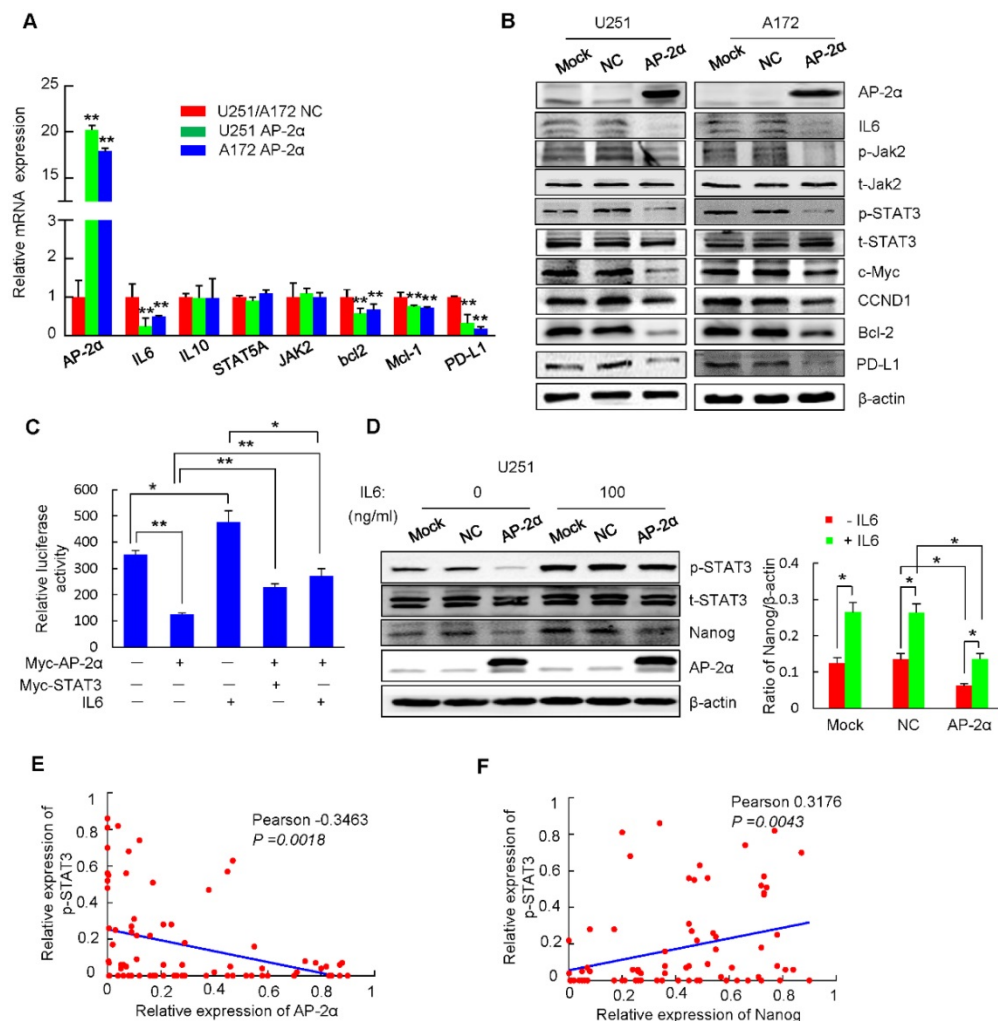 A
Relative mRNA expression
25
20
15
10
3
2
1
0
U251/A172 NC
U251 AP-2α
A172 AP-2α
** ** ** ** ** ** ** ** ** **
AP-2α IL6 IL10 STAT5A JAK2 bcl2 Mcl-1 PD-L1
B
U251 A172
Mock NC AP-2α Mock NC AP-2α
AP-2α
IL6
p-Jak2
t-Jak2
p-STAT3
t-STAT3
c-Myc
CCND1
Bcl-2
PD-L1
β-actin
C
Relative luciferase
activity
600
500
400
300
200
100
0
*
**
**
*
**
Myc-AP-2α — + — + +
Myc-STAT3 — — — + —
IL6 — — + — +
D
U251
IL6: 0 100
(ng/ml)
Mock NC AP-2α Mock NC AP-2α
p-STAT3
t-STAT3
Nanog
AP-2α
β-actin
- IL6
+ IL6
Ratio of Nanog/β-actin
0.4
0.3
0.2
0.1
0
* * * * *
Mock NC AP-2α
E
Relative expression of
p-STAT3
1
0.8
0.6
0.4
0.2
0
Pearson -0.3463
P =0.0018
0 0.2 0.4 0.6 0.8 1
Relative expression of AP-2α
F
Relative expression of
p-STAT3
1
0.8
0.6
0.4
0.2
0
Pearson 0.3176
P =0.0043
0 0.2 0.4 0.6 0.8 1
Relative expression of Nanog